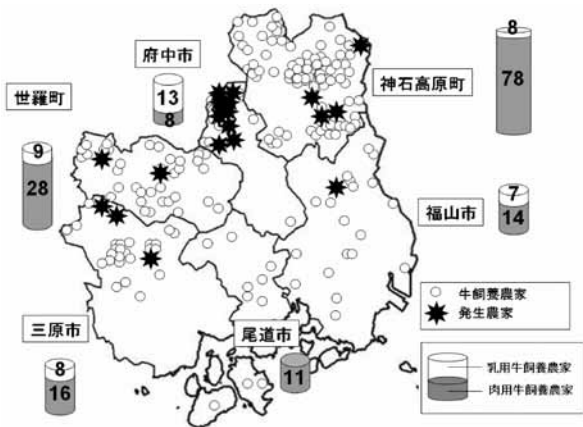 府中市
13
8
世羅町
9
28
神石高原町
8
78
福山市
7
14
三原市
8
16
尾道市
11
牛飼養農家
発生農家
乳用牛飼養農家
肉用牛飼養農家